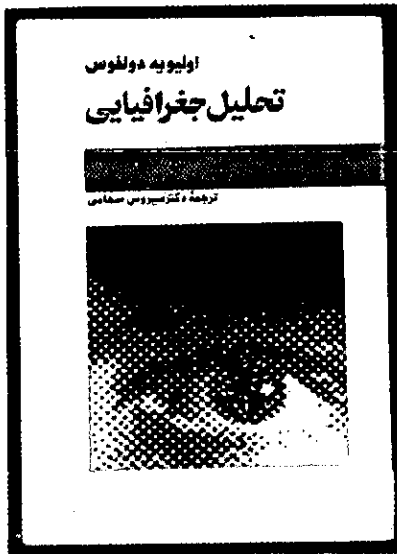 اولیویه دولفوس
تحلیل جغرافیایی
ترجمهٔ دکتر سیروس سهامی